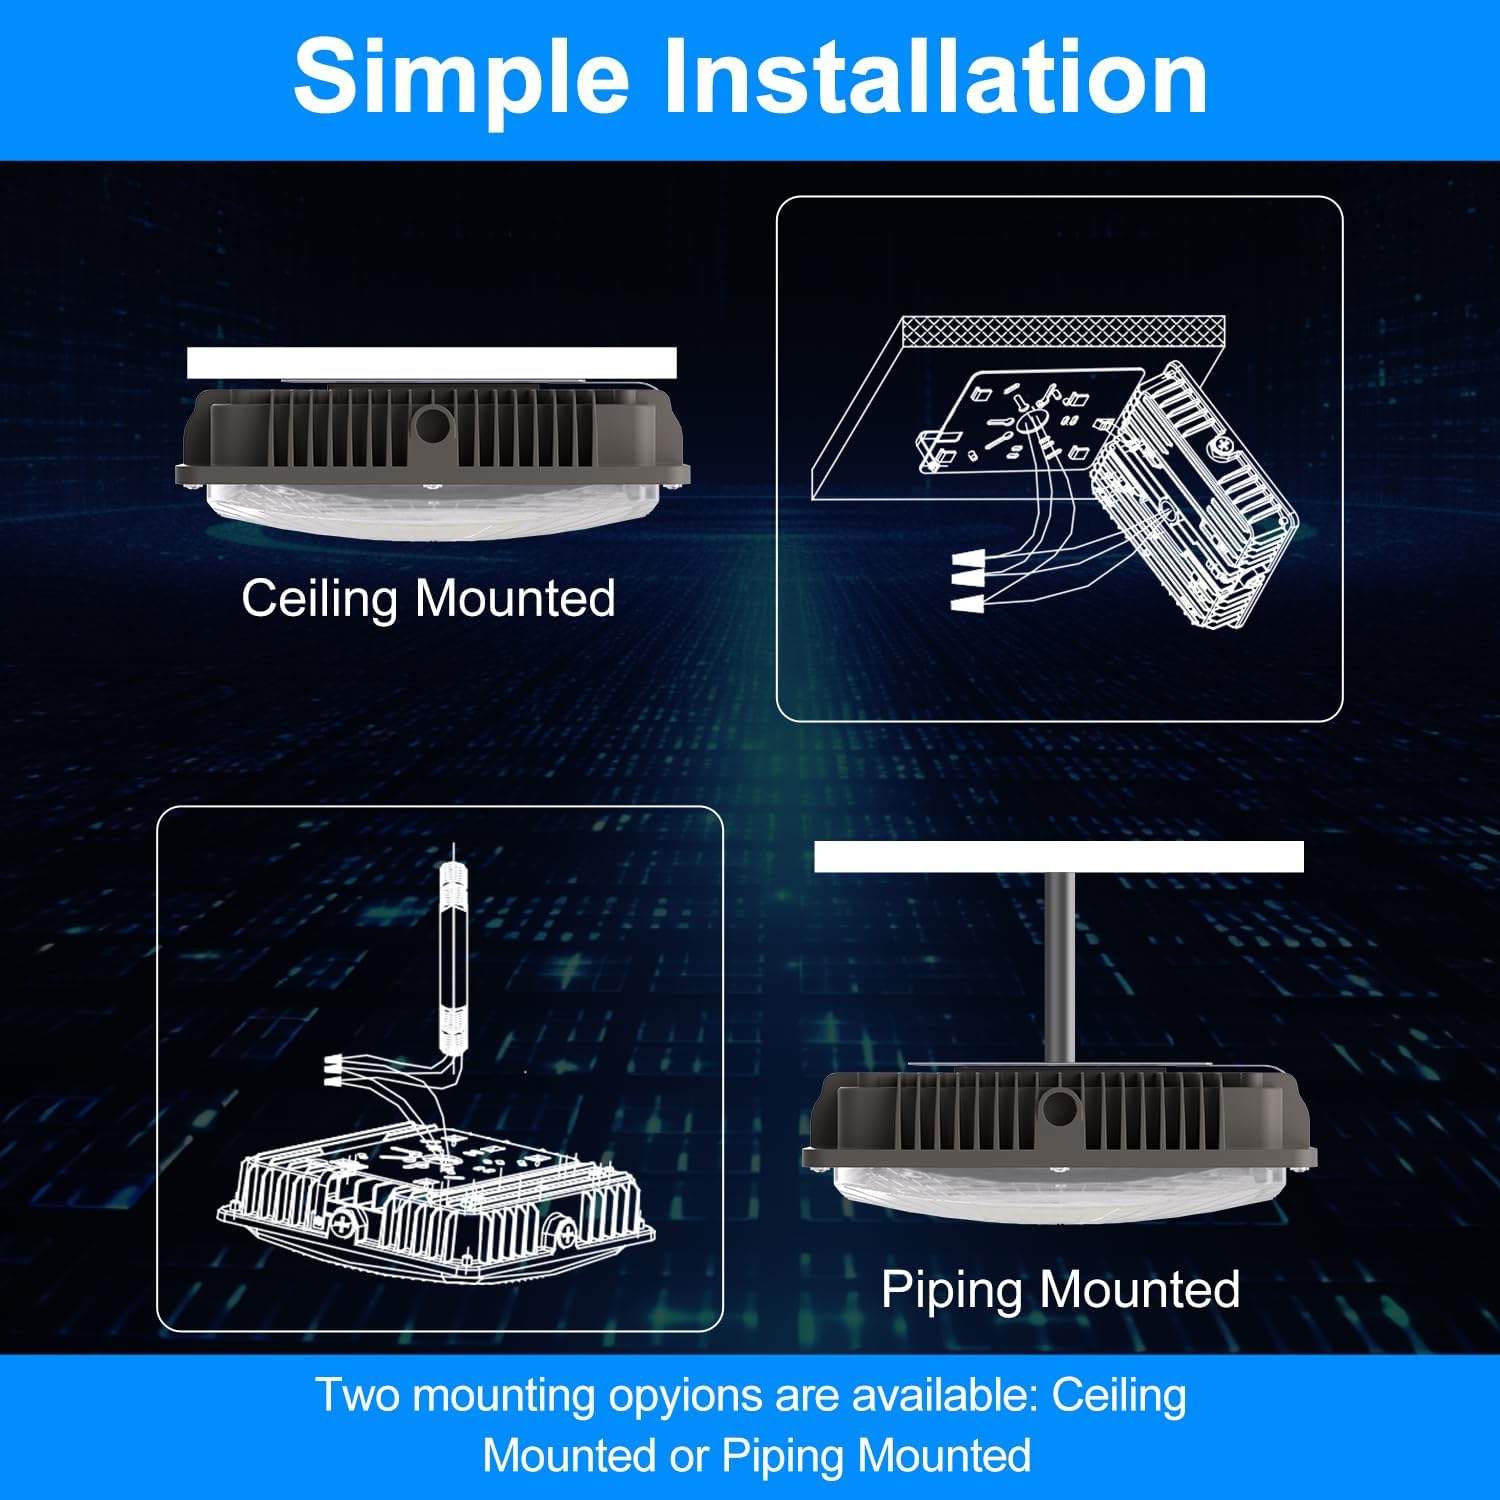 Simple Installation
Ceiling Mounted
Piping Mounted
Two mounting opyions are available: Ceiling
Mounted or Piping Mounted